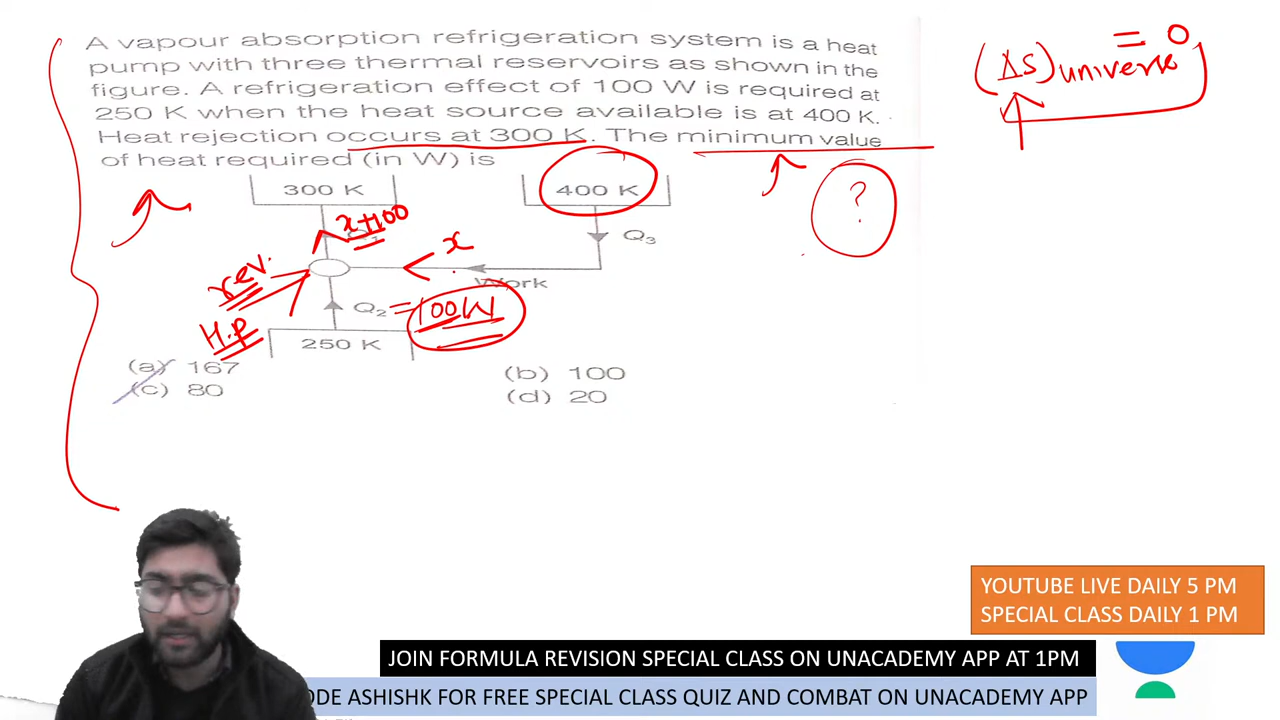 A vapour absorption refrigeration system is a heat
pump with three thermal reservoirs as shown in the
figure. A refrigeration effect of 100 W is required at
250 K when the heat source available is at 400 K.
Heat rejection occurs at 300 K. The minimum value
of heat required (in W) is
(ΔS)universe = 0
300 K
400 K
?
x+100
Q3
x
rev.
Work
H.P
Q2 = 100W
250 K
(a) 167
(b) 100
(c) 80
(d) 20
YOUTUBE LIVE DAILY 5 PM
SPECIAL CLASS DAILY 1 PM
JOIN FORMULA REVISION SPECIAL CLASS ON UNACADEMY APP AT 1PM
ODE ASHISHK FOR FREE SPECIAL CLASS QUIZ AND COMBAT ON UNACADEMY APP